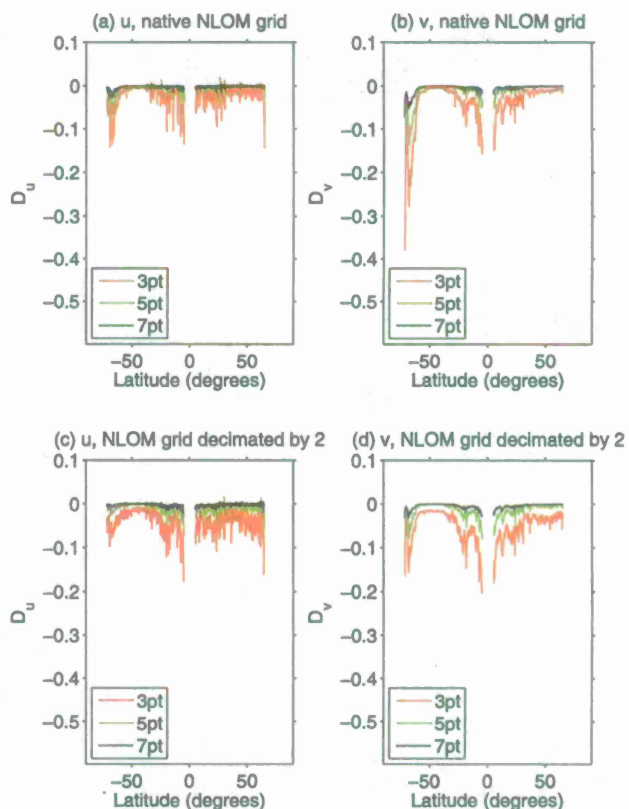 (a) u, native NLOM grid
0.1
0
−0.1
−0.2
−0.3
−0.4
−0.5
D_u
3pt
5pt
7pt
−50
0
50
Latitude (degrees)
(b) v, native NLOM grid
0.1
0
−0.1
−0.2
−0.3
−0.4
−0.5
D_v
3pt
5pt
7pt
−50
0
50
Latitude (degrees)
(c) u, NLOM grid decimated by 2
0.1
0
−0.1
−0.2
−0.3
−0.4
−0.5
D_u
3pt
5pt
7pt
−50
0
50
Latitude (degrees)
(d) v, NLOM grid decimated by 2
0.1
0
−0.1
−0.2
−0.3
−0.4
−0.5
D_v
3pt
5pt
7pt
−50
0
50
Latitude (degrees)